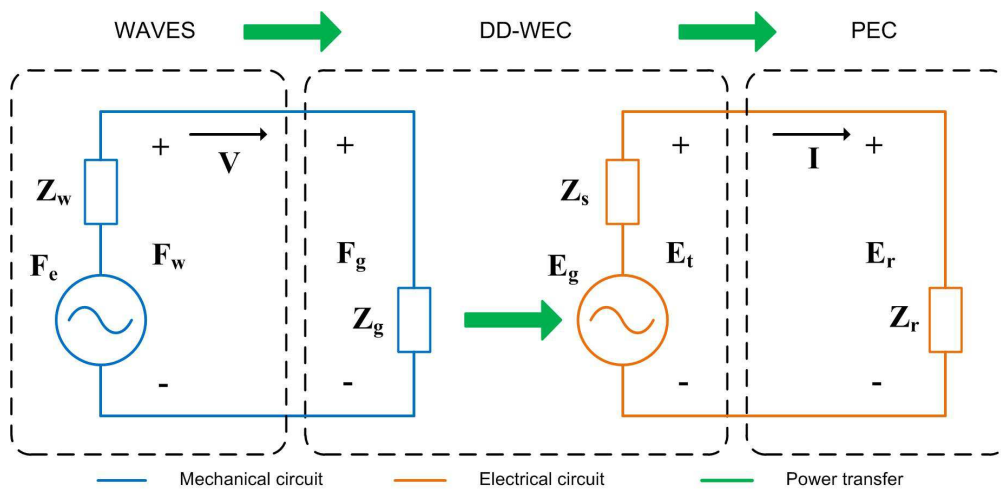 WAVES DD-WEC PEC
+ V + + I +
Zw Zs
Fe Fw Fg Eg Et Er
Zg Zr
- - - -
Mechanical circuit Electrical circuit Power transfer